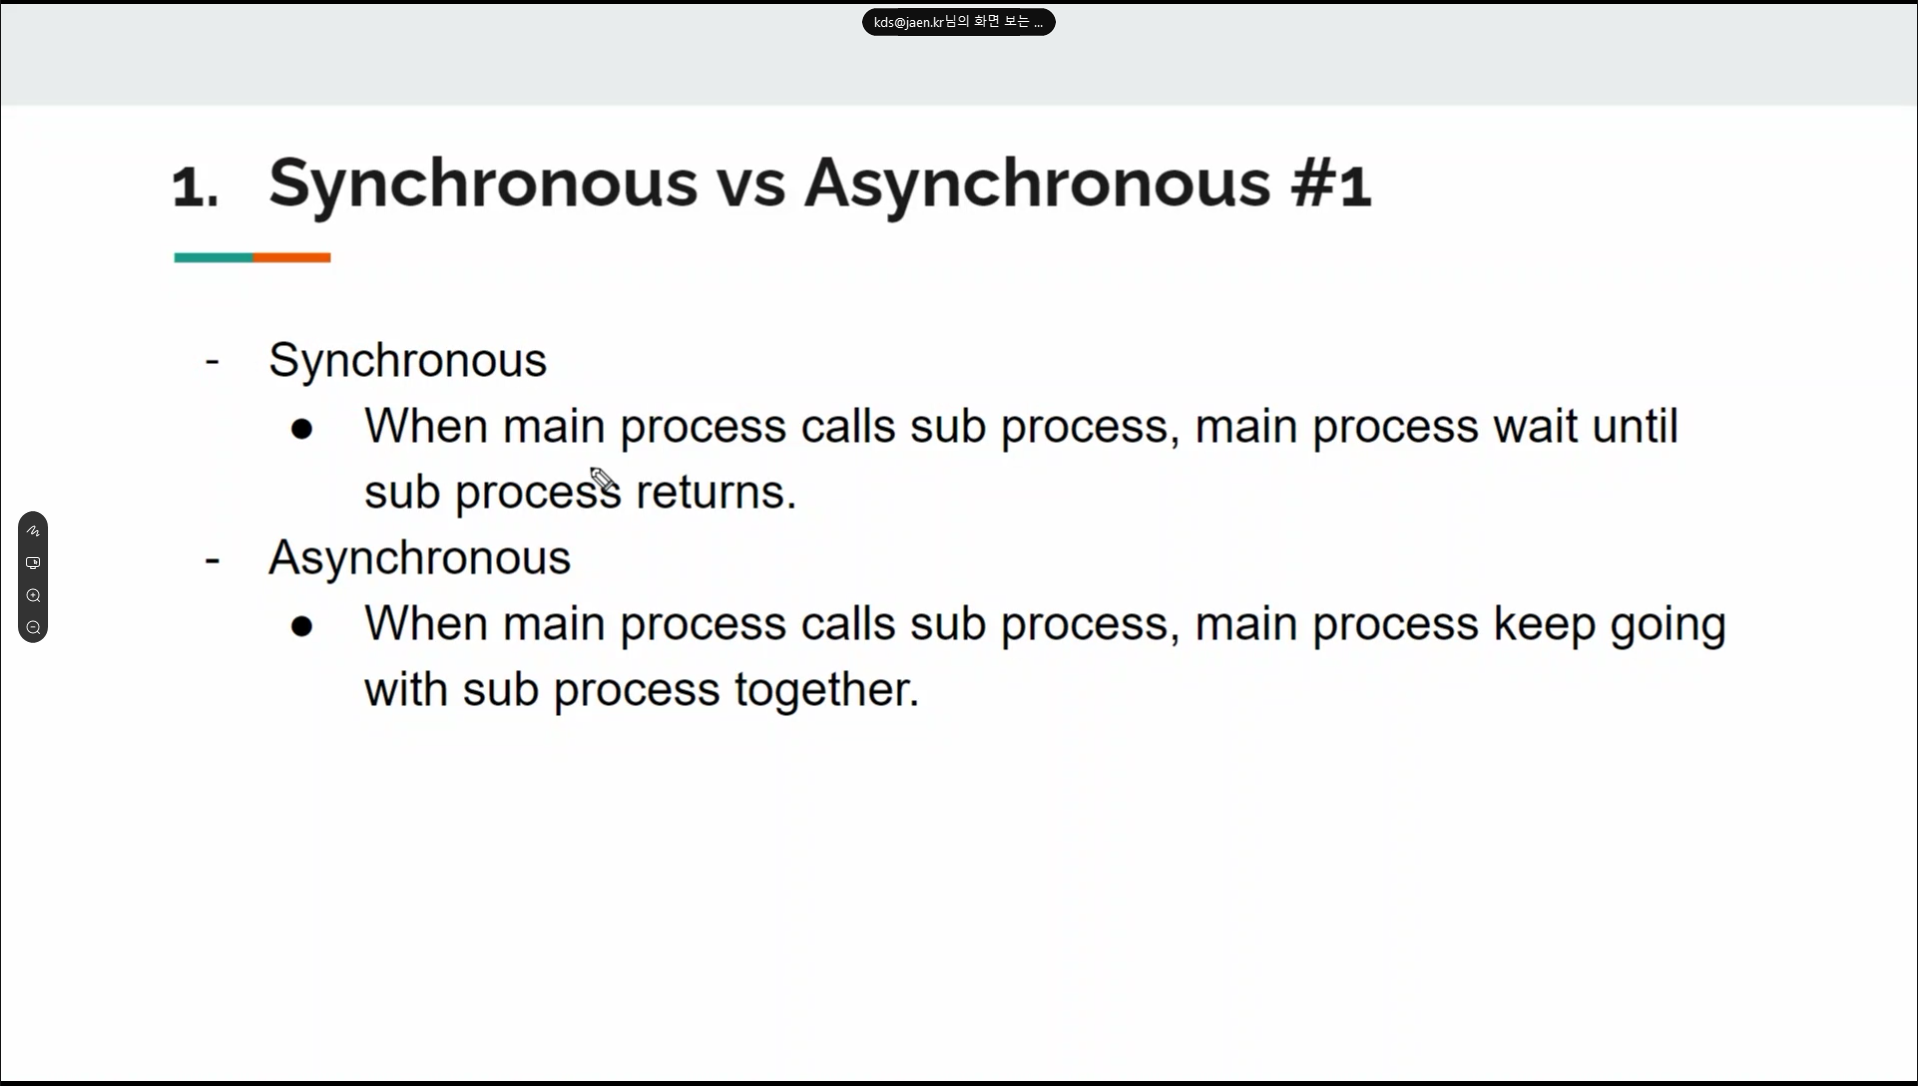 kds@jaen.kr님의 화면 보는 ...
1. Synchronous vs Asynchronous #1
- Synchronous
● When main process calls sub process, main process wait until
sub process returns.
- Asynchronous
● When main process calls sub process, main process keep going
with sub process together.